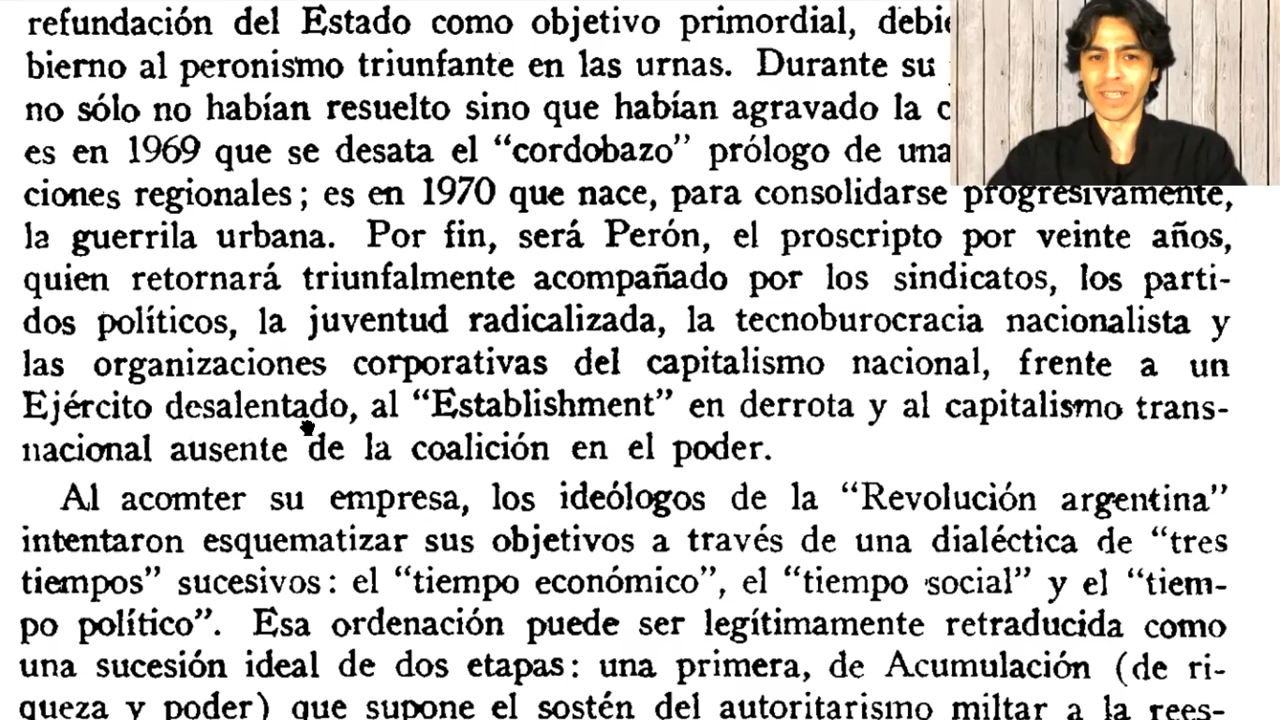 refundación del Estado como objetivo primordial,
bierno al peronismo triunfante en las urnas. Durante su
no sólo no habían resuelto sino que habían agravado la
es en 1969 que se desata el “cordobazo” prólogo de una
ciones regionales; es en 1970 que nace, para consolidarse progresivamente,
la guerrila urbana. Por fin, será Perón, el proscripto por veinte años,
quien retornará triunfalmente acompañado por los sindicatos, los parti-
dos políticos, la juventud radicalizada, la tecnoburocracia nacionalista y
las organizaciones corporativas del capitalismo nacional, frente a un
Ejército desalentado, al “Establishment” en derrota y al capitalismo trans-
nacional ausente de la coalición en el poder.
Al acomter su empresa, los ideólogos de la “Revolución argentina”
intentaron esquematizar sus objetivos a través de una dialéctica de “tres
tiempos” sucesivos: el “tiempo económico”, el “tiempo social” y el “tiem-
po político”. Esa ordenación puede ser legítimamente retraducida como
una sucesión ideal de dos etapas: una primera, de Acumulación (de ri-
queza y poder) que supone el sostén del autoritarismo miltar a la rees-